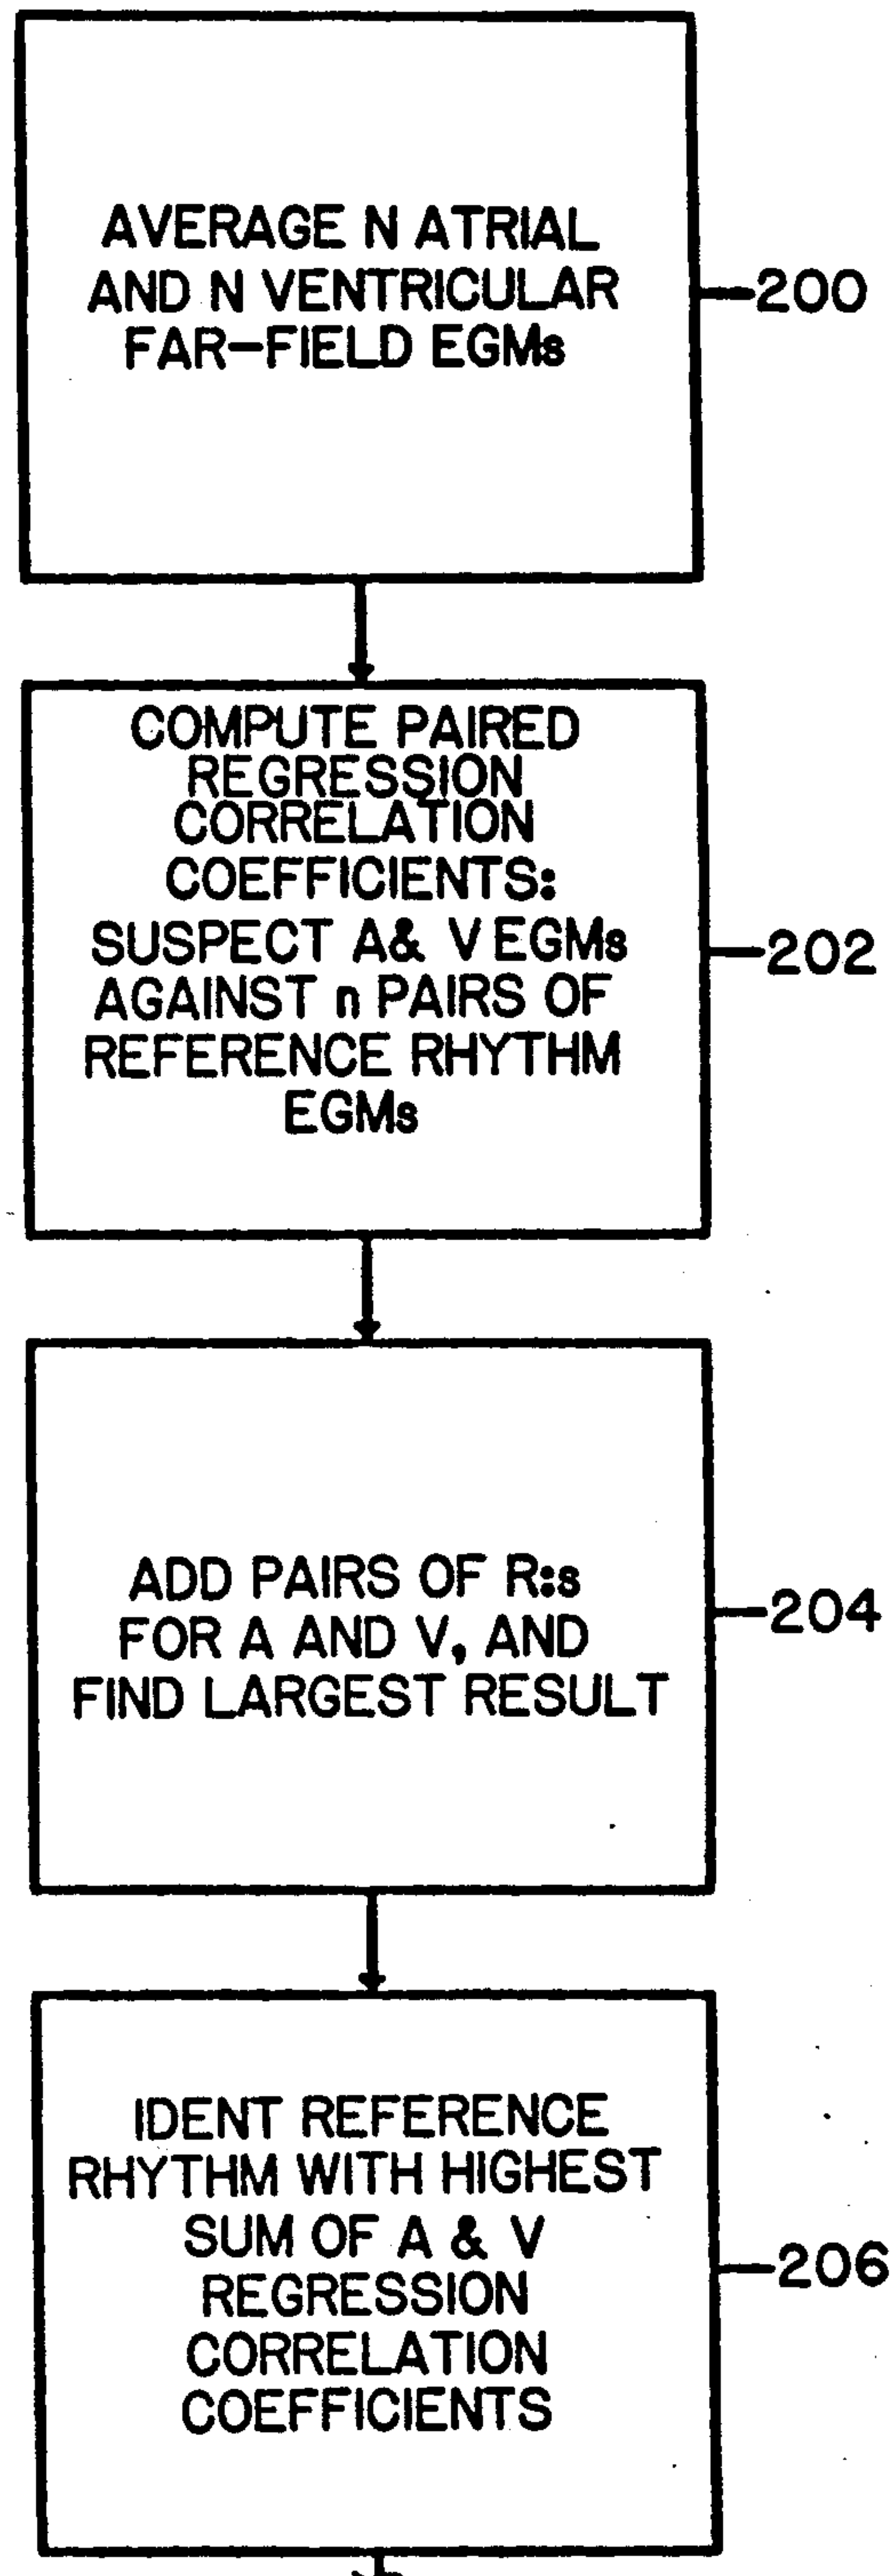 AVERAGE N ATRIAL
AND N VENTRICULAR
FAR-FIELD EGMs
200
COMPUTE PAIRED
REGRESSION
CORRELATION
COEFFICIENTS:
SUSPECT A& V EGMs
AGAINST n PAIRS OF
REFERENCE RHYTHM
EGMs
202
ADD PAIRS OF R:s
FOR A AND V, AND
FIND LARGEST RESULT
204
IDENT REFERENCE
RHYTHM WITH HIGHEST
SUM OF A & V
REGRESSION
CORRELATION
COEFFICIENTS
206